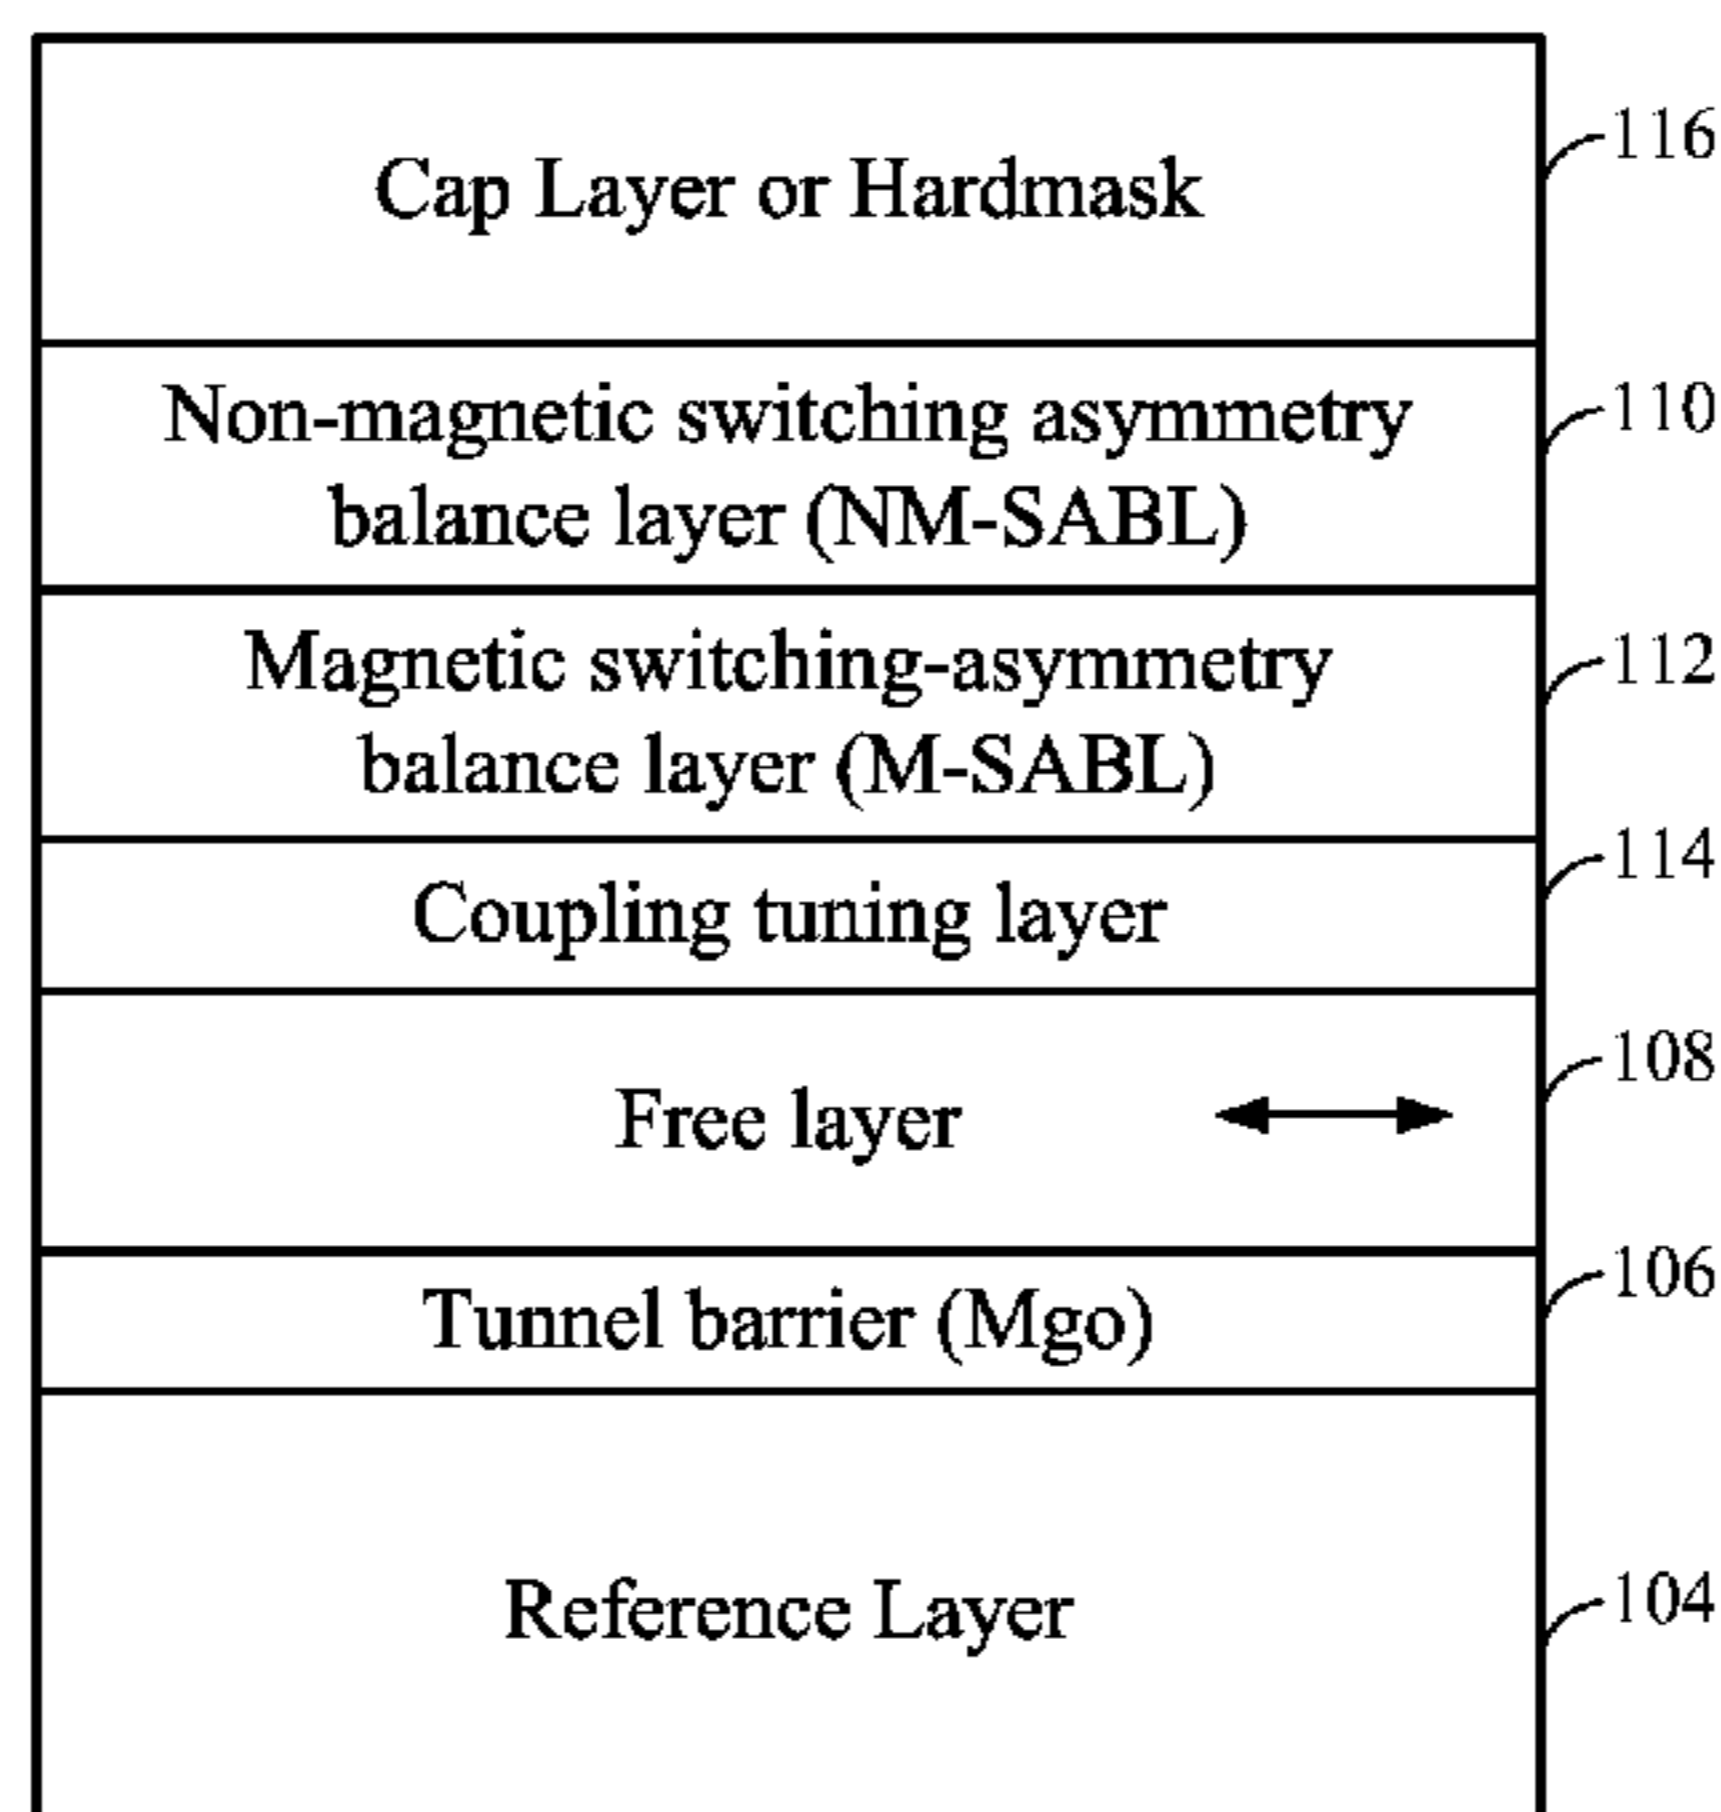 Cap Layer or Hardmask
116
Non-magnetic switching asymmetry
balance layer (NM-SABL)
110
Magnetic switching-asymmetry
balance layer (M-SABL)
112
Coupling tuning layer
114
Free layer
108
Tunnel barrier (Mgo)
106
Reference Layer
104